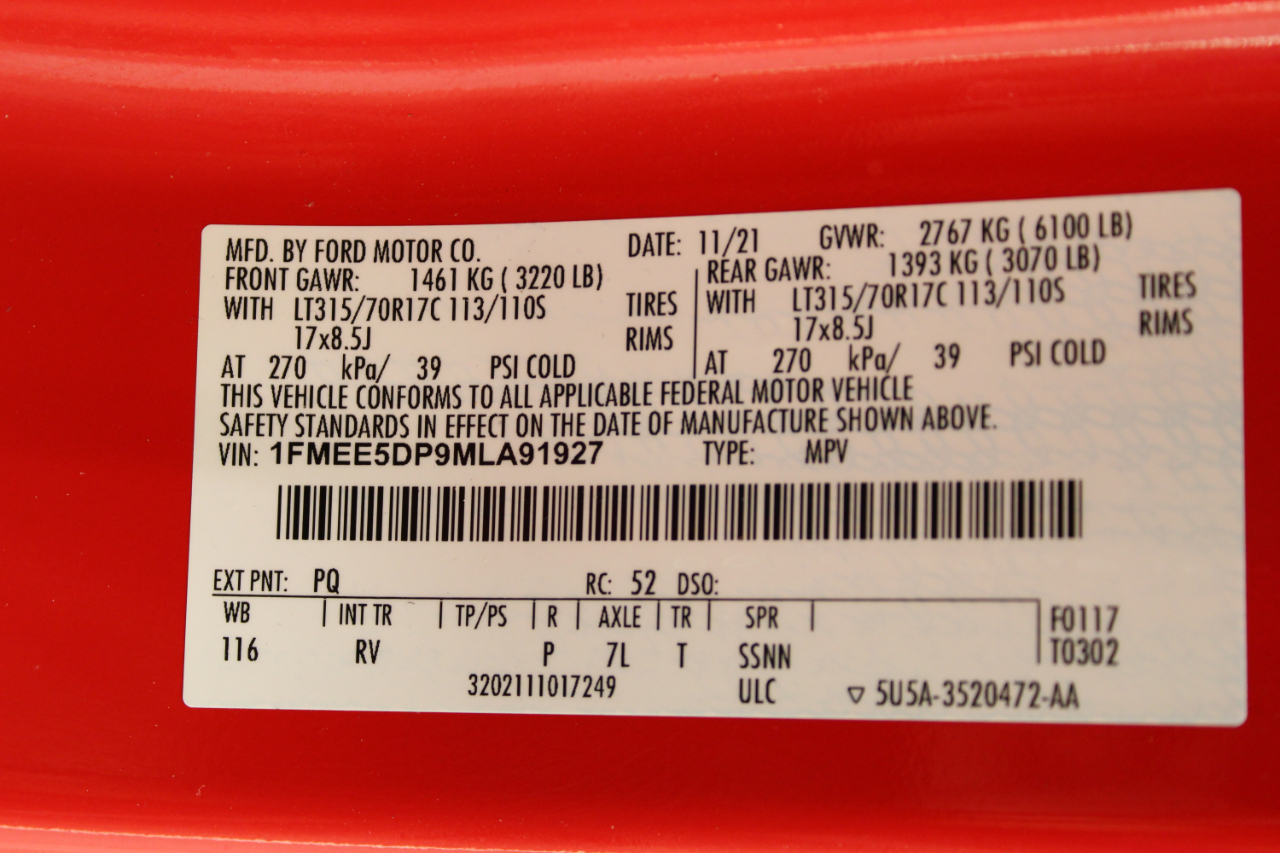 MFD. BY FORD MOTOR CO. DATE: 11/21 GVWR: 2767 KG ( 6100 LB)
FRONT GAWR: 1461 KG ( 3220 LB) REAR GAWR: 1393 KG ( 3070 LB)
WITH LT315/70R17C 113/110S TIRES WITH LT315/70R17C 113/110S TIRES
17x8.5J RIMS 17x8.5J RIMS
AT 270 kPa/ 39 PSI COLD AT 270 kPa/ 39 PSI COLD
THIS VEHICLE CONFORMS TO ALL APPLICABLE FEDERAL MOTOR VEHICLE
SAFETY STANDARDS IN EFFECT ON THE DATE OF MANUFACTURE SHOWN ABOVE.
VIN: 1FMEE5DP9MLA91927 TYPE: MPV
EXT PNT: PQ RC: 52 DSO:
WB INT TR TP/PS R AXLE TR SPR F0117
116 RV P 7L T SSNN T0302
3202111017249 ULC ▽ 5U5A-3520472-AA